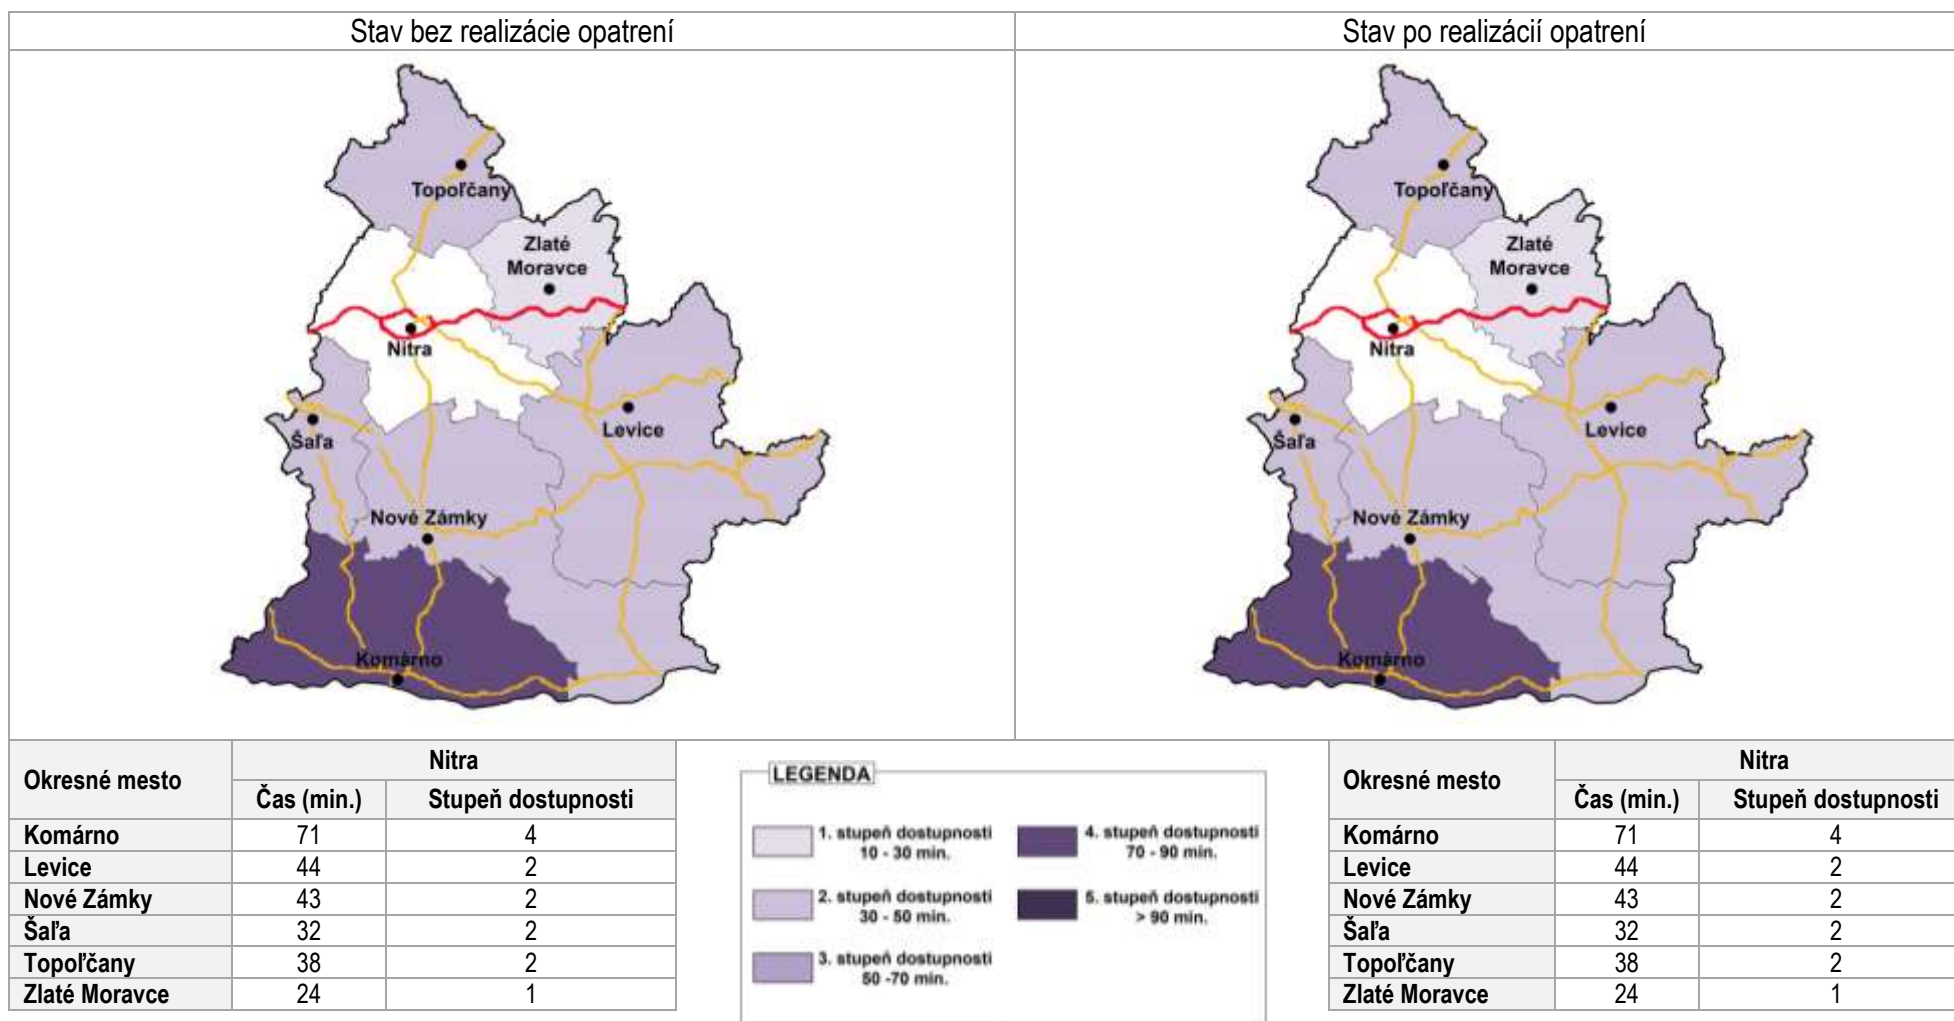 Stav bez realizácie opatrení
Stav po realizácií opatrení
Topoľčany
Zlaté
Moravce
Nitra
Šaľa
Levice
Nové Zámky
Komárno
Topoľčany
Zlaté
Moravce
Nitra
Šaľa
Levice
Nové Zámky
Komárno
Okresné mesto Nitra
Čas (min.) Stupeň dostupnosti
Komárno 71 4
Levice 44 2
Nové Zámky 43 2
Šaľa 32 2
Topoľčany 38 2
Zlaté Moravce 24 1
LEGENDA
1. stupeň dostupnosti
10 - 30 min.
2. stupeň dostupnosti
30 - 50 min.
3. stupeň dostupnosti
50 -70 min.
4. stupeň dostupnosti
70 - 90 min.
5. stupeň dostupnosti
> 90 min.
Okresné mesto Nitra
Čas (min.) Stupeň dostupnosti
Komárno 71 4
Levice 44 2
Nové Zámky 43 2
Šaľa 32 2
Topoľčany 38 2
Zlaté Moravce 24 1